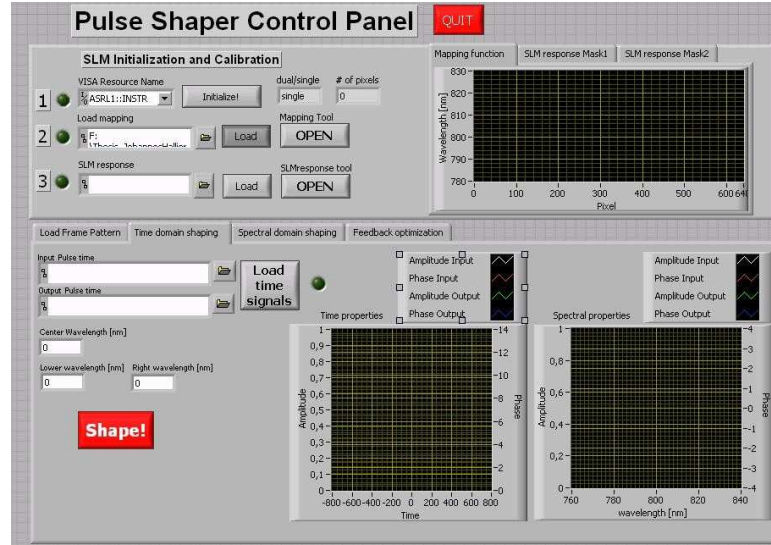 Pulse Shaper Control Panel
QUIT
SLM Initialization and Calibration
VISA Resource Name
dual/single
# of pixels
1
ASRL1::INSTR
Initialize!
single
0
Load mapping
Mapping Tool
2
F:
Load
OPEN
SLM response
SLMresponse tool
3
Load
OPEN
Mapping function
SLM response Mask1
SLM response Mask2
Wavelength [nm]
830
820
810
800
790
780
0 100 200 300 400 500 600
Pixel
Load Frame Pattern
Time domain shaping
Spectral domain shaping
Feedback optimization
Input Pulse time
Output Pulse time
Load
time
signals
Center Wavelength [nm]
0
Lower wavelength [nm]
Right wavelength [nm]
0
0
Shape!
Amplitude Input
Phase Input
Amplitude Output
Phase Output
Time properties
Amplitude
1
0,9
0,8
0,7
0,6
0,5
0,4
0,3
0,2
0,1
0
14
12
10
8
6
4
2
0
Phase
-800 -600 -400 -200 0 200 400 600 800
Time
Amplitude Input
Phase Input
Amplitude Output
Phase Output
Spectral properties
Amplitude
1
0,8
0,6
0,4
0,2
0
4
3
2
1
0
-1
-2
-3
-4
Phase
760 780 800 820 840
wavelength [nm]